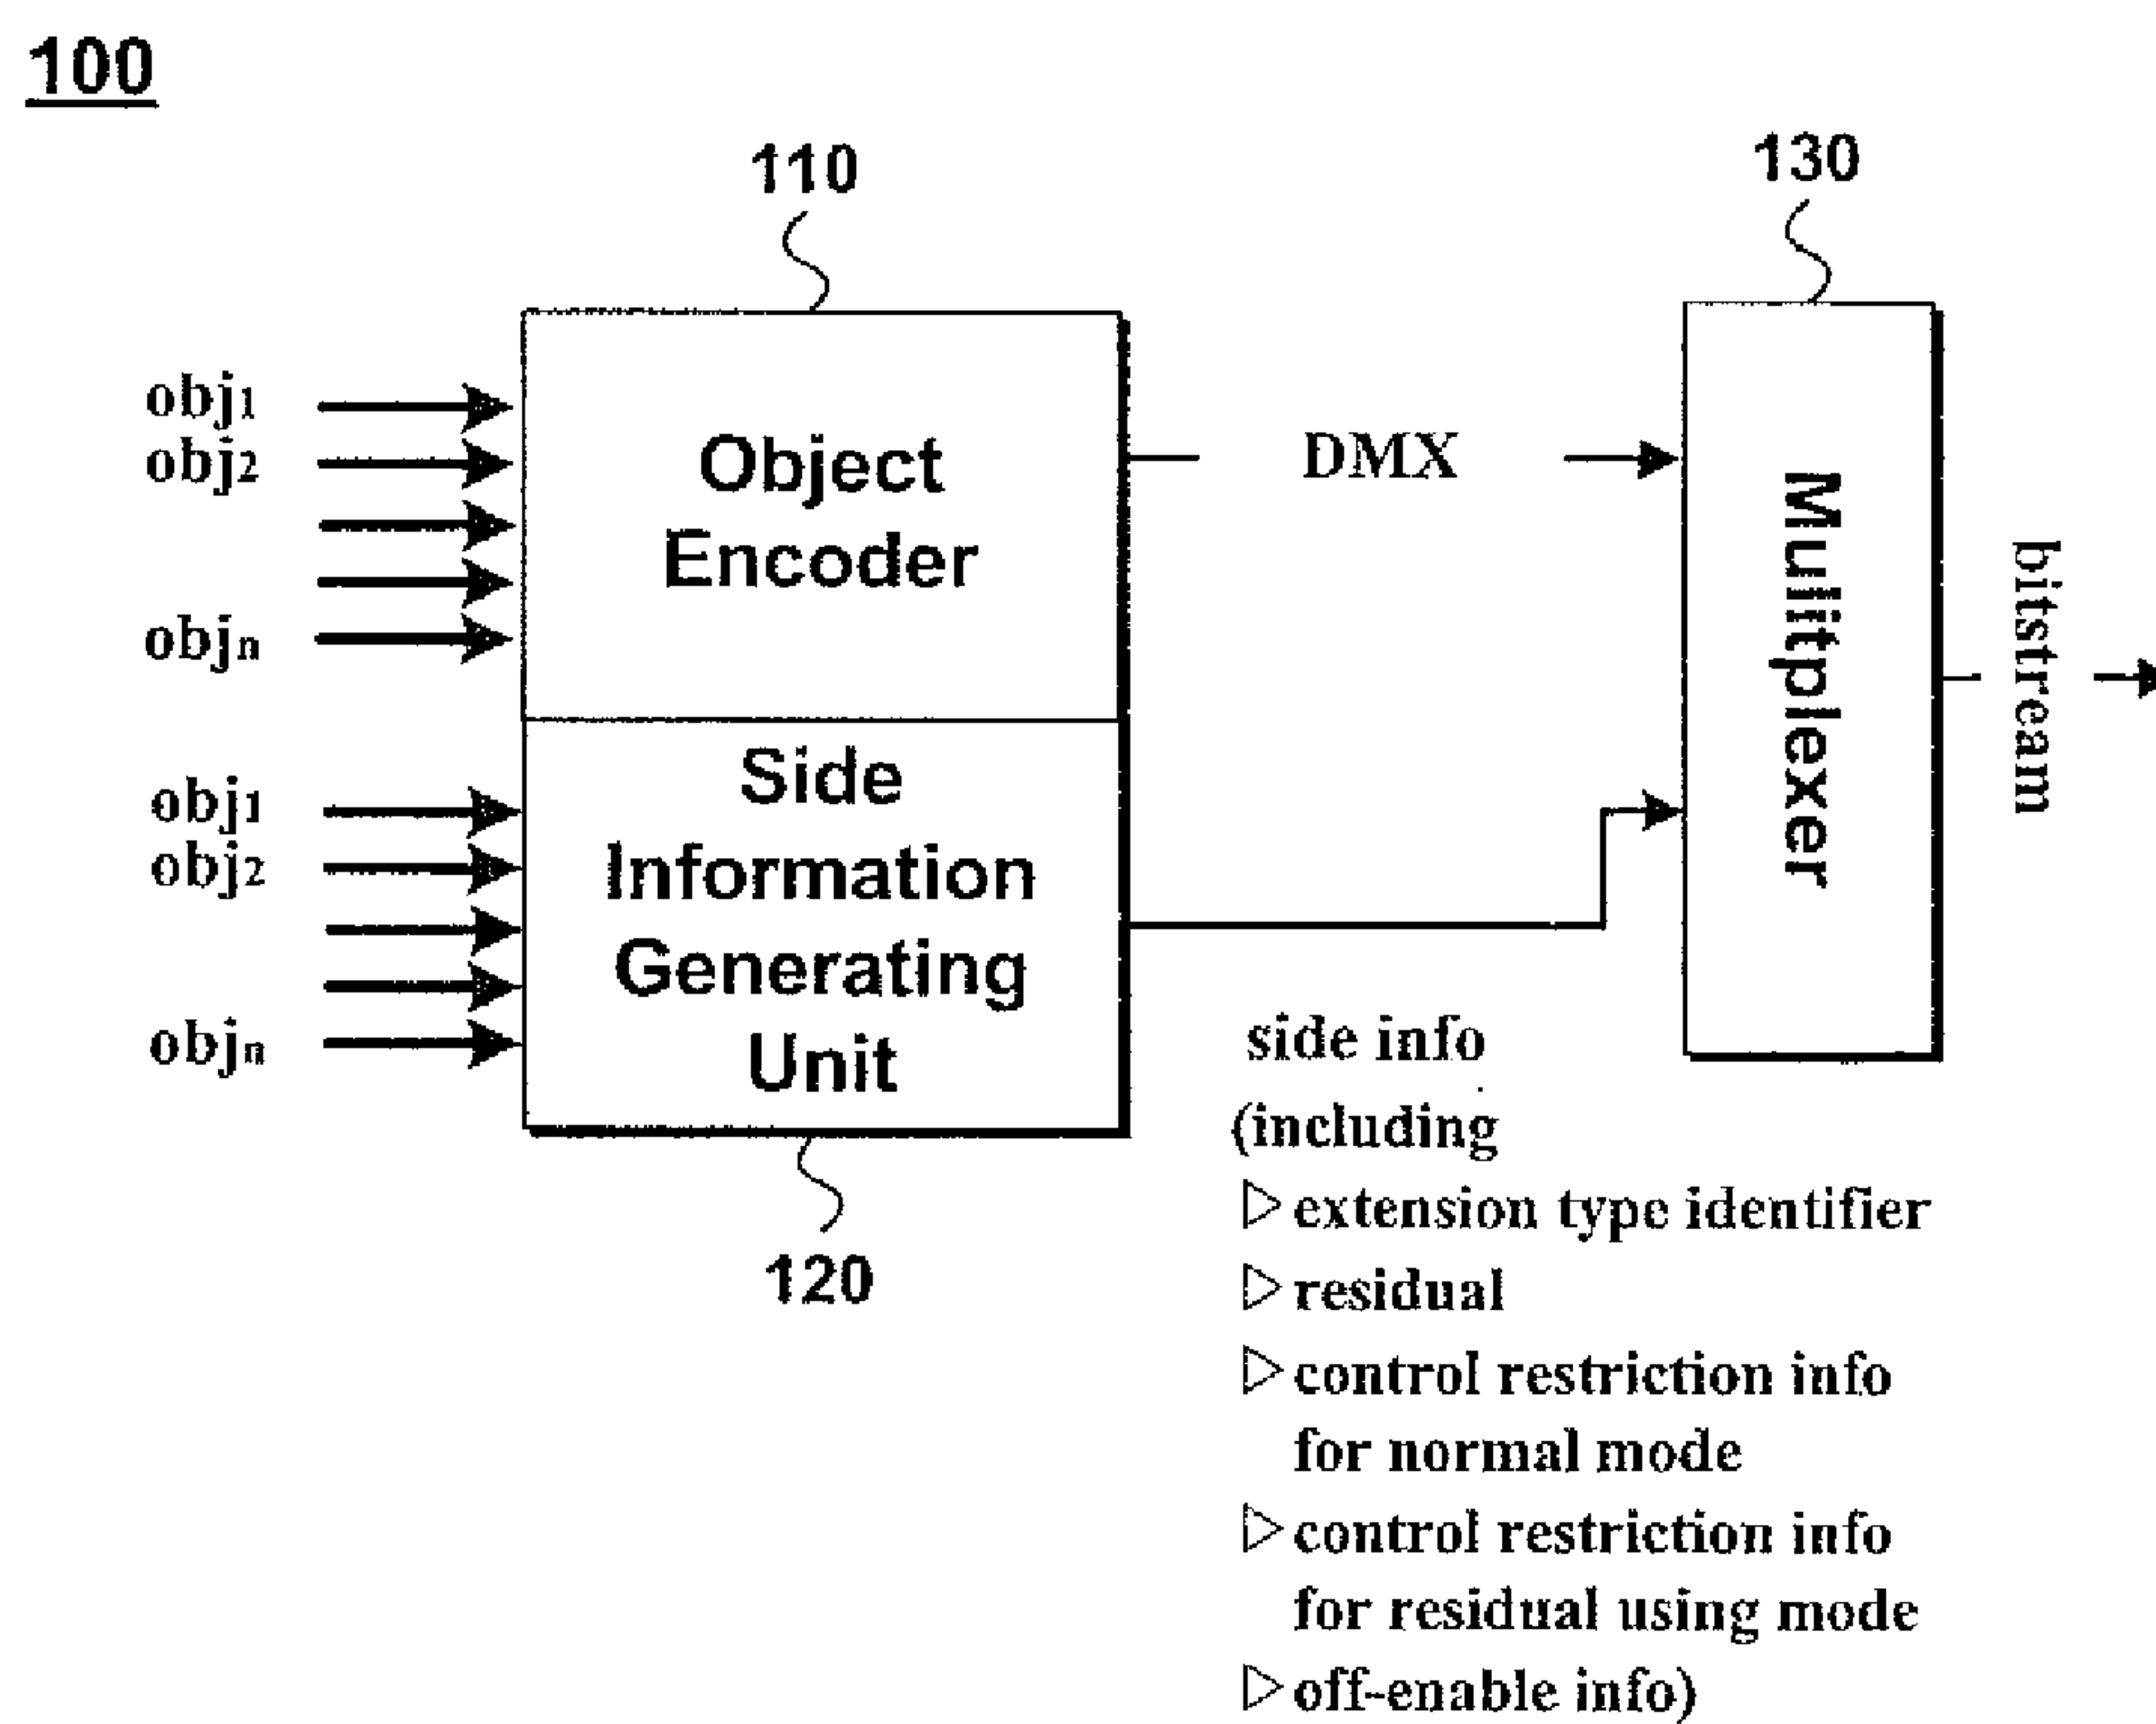 100
110
130
obj1
obj2
objn
Object
Encoder
DMX
Mulitplexer
bitstream
obj1
obj2
objn
Side
Information
Generating
Unit
120
side info
(including
▷extension type identifier
▷residual
▷control restriction info
for normal mode
▷control restriction info
for residual using mode
▷off-enable info)